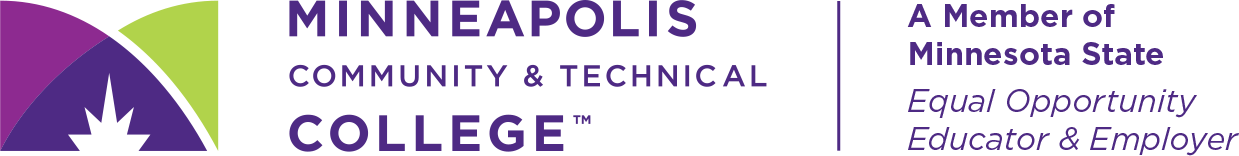 MINNEAPOLIS
COMMUNITY & TECHNICAL
COLLEGE™
A Member of
Minnesota State
Equal Opportunity
Educator & Employer